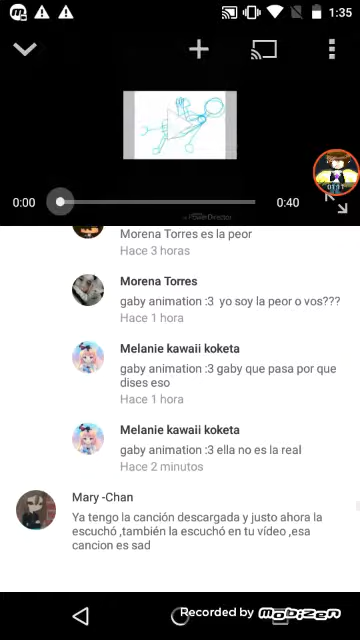 1:35
0:00
0:40
PowerDirector
Morena Torres es la peor
Hace 3 horas
Morena Torres
gaby animation :3  yo soy la peor o vos???
Hace 1 hora
Melanie kawaii koketa
gaby animation :3 gaby que pasa por que
dises eso
Hace 1 hora
Melanie kawaii koketa
gaby animation :3 ella no es la real
Hace 2 minutos
Mary -Chan
Ya tengo la canción descargada y justo ahora la
escuchó ,también la escuchó en tu vídeo ,esa
cancion es sad
Recorded by mobizen